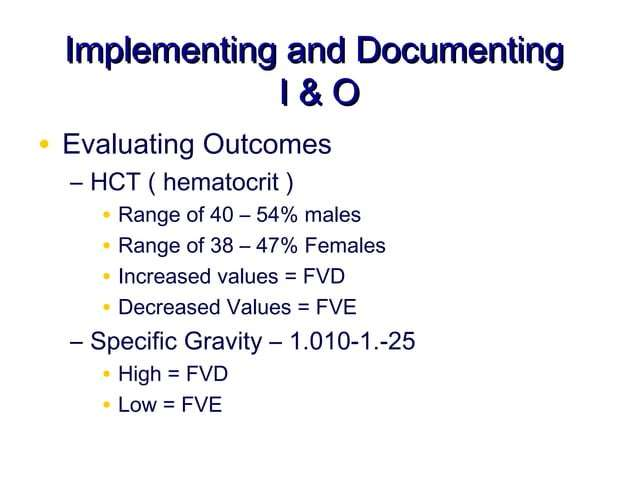 Implementing and Documenting
I & O
• Evaluating Outcomes
– HCT ( hematocrit )
• Range of 40 – 54% males
• Range of 38 – 47% Females
• Increased values = FVD
• Decreased Values = FVE
– Specific Gravity – 1.010-1.-25
• High = FVD
• Low = FVE